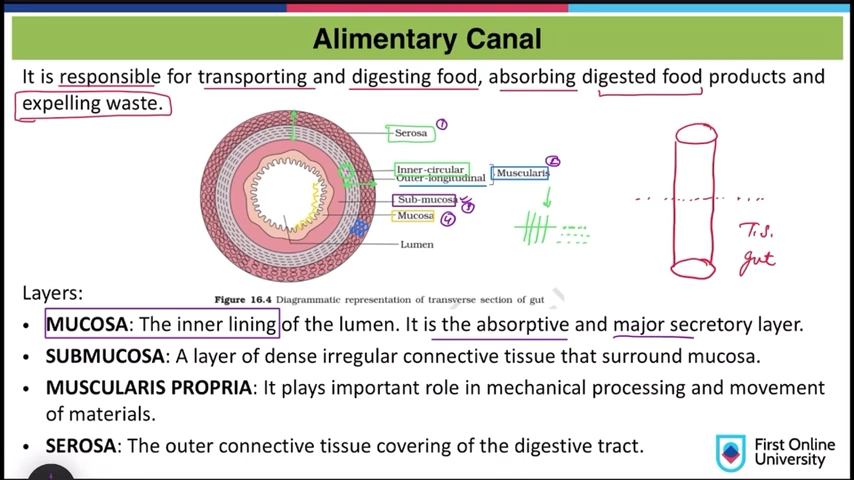 Alimentary Canal
It is responsible for transporting and digesting food, absorbing digested food products and
expelling waste.
Serosa 1
Inner-circular
Outer-longitudinal
Muscularis 2
Sub-mucosa 3
Mucosa 4
Lumen
T.S.
gut
Figure 16.4 Diagrammatic representation of transverse section of gut
Layers:
• MUCOSA: The inner lining of the lumen. It is the absorptive and major secretory layer.
• SUBMUCOSA: A layer of dense irregular connective tissue that surround mucosa.
• MUSCULARIS PROPRIA: It plays important role in mechanical processing and movement
of materials.
• SEROSA: The outer connective tissue covering of the digestive tract.
First Online
University